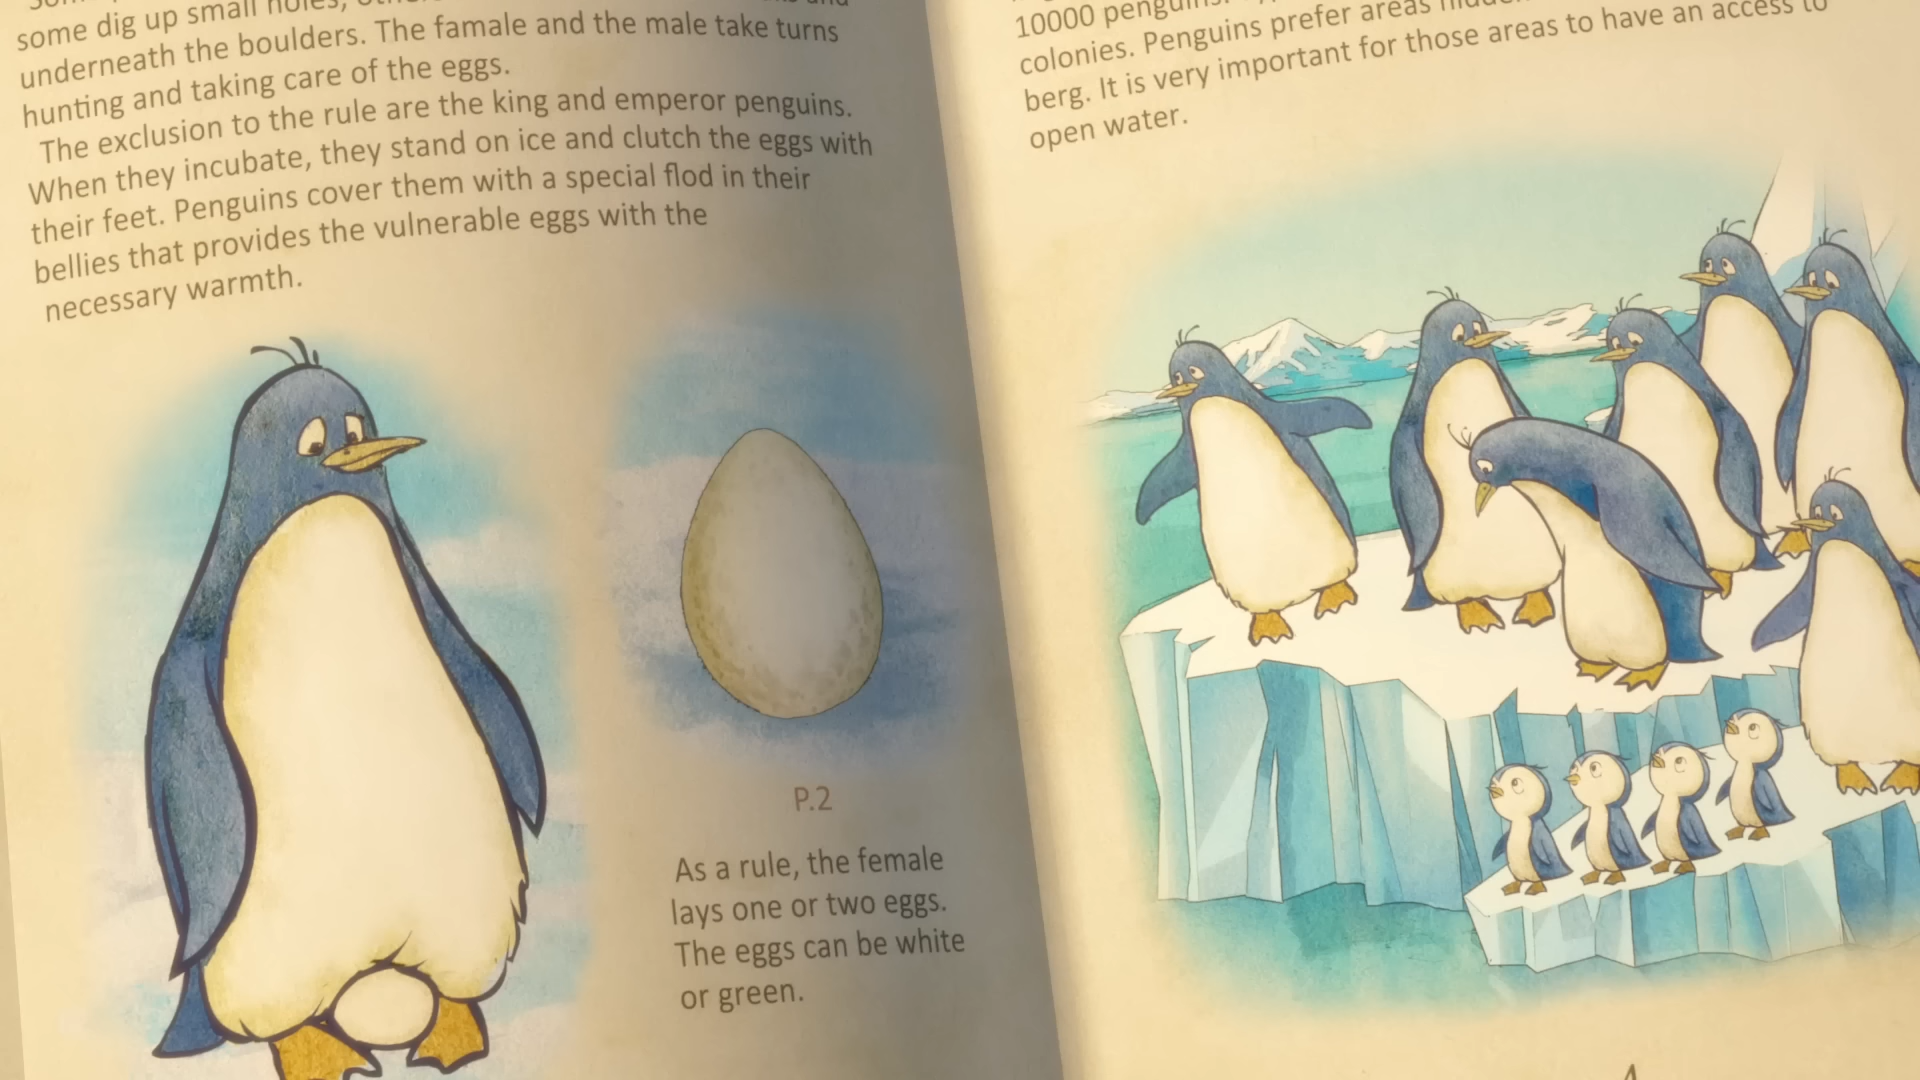 some dig up small holes,
underneath the boulders. The famale and the male take turns
hunting and taking care of the eggs.
The exclusion to the rule are the king and emperor penguins.
When they incubate, they stand on ice and clutch the eggs with
their feet. Penguins cover them with a special flod in their
bellies that provides the vulnerable eggs with the
necessary warmth.
P.2
As a rule, the female
lays one or two eggs.
The eggs can be white
or green.
10000 penguins.
colonies. Penguins prefer areas
berg. It is very important for those areas to have an access to
open water.